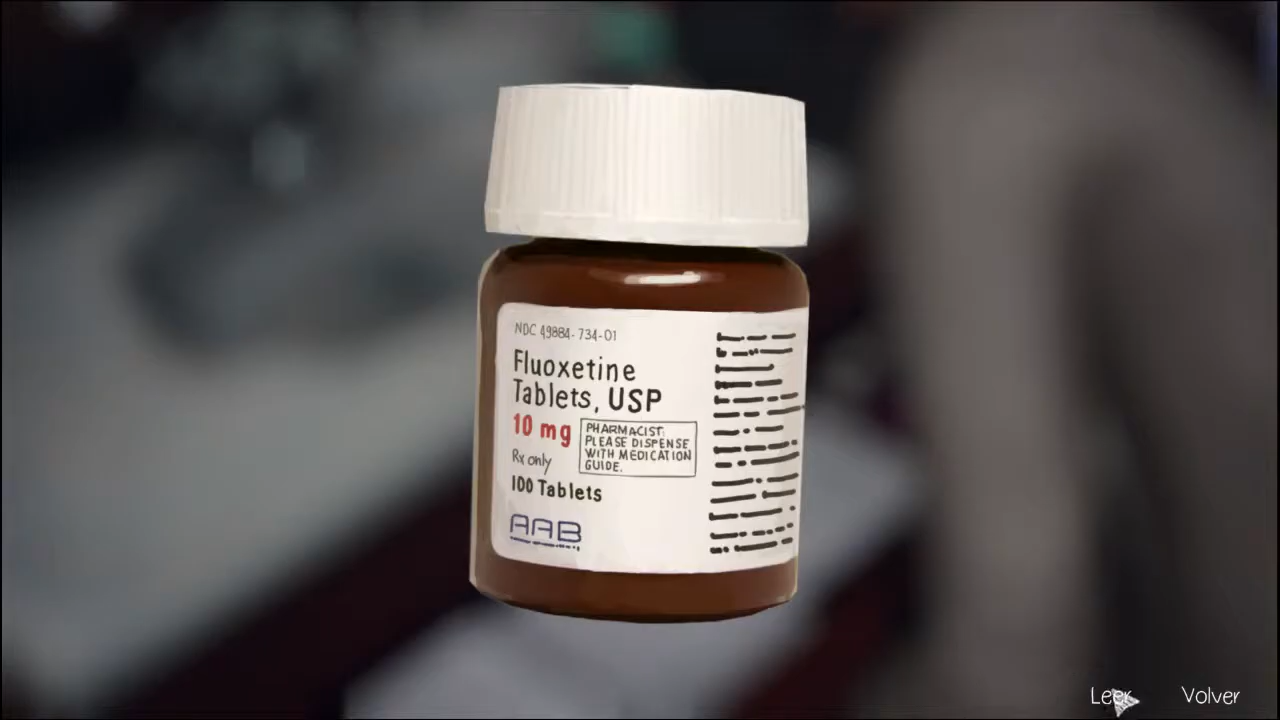 NDC 49884-734-01
Fluoxetine
Tablets, USP
10 mg
PHARMACIST:
PLEASE DISPENSE
WITH MEDICATION
GUIDE.
Rx only
100 Tablets
AAB
Leer
Volver